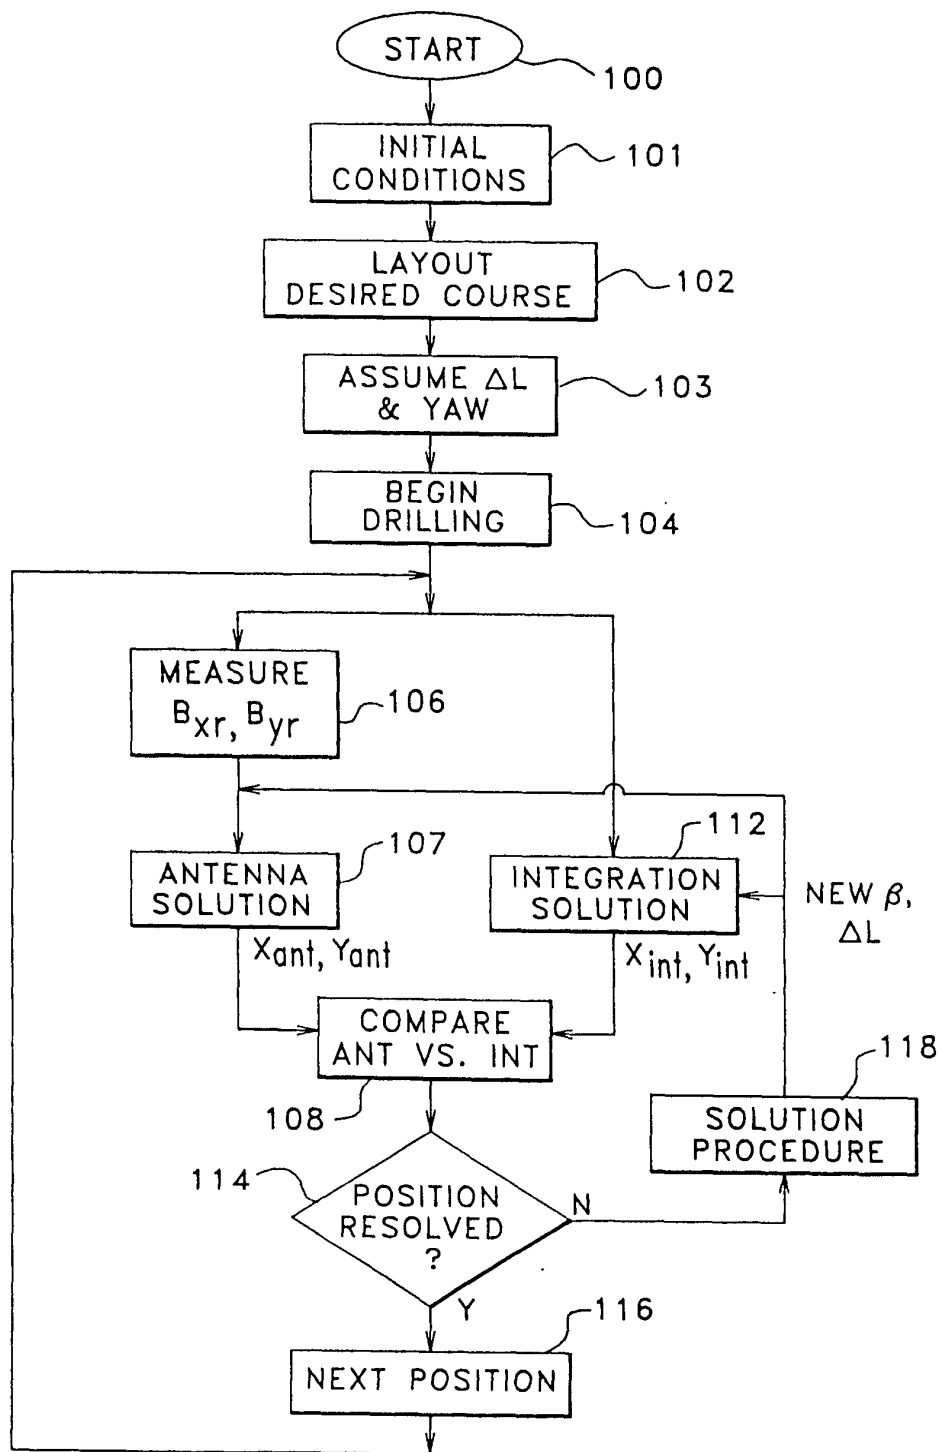 START
100
INITIAL
CONDITIONS
101
LAYOUT
DESIRED COURSE
102
ASSUME ΔL
& YAW
103
BEGIN
DRILLING
104
MEASURE
Bxr, Byr
106
ANTENNA
SOLUTION
107
INTEGRATION
SOLUTION
112
NEW β,
ΔL
Xant, Yant
Xint, Yint
COMPARE
ANT VS. INT
108
SOLUTION
PROCEDURE
118
POSITION
RESOLVED
?
114
N
Y
NEXT POSITION
116